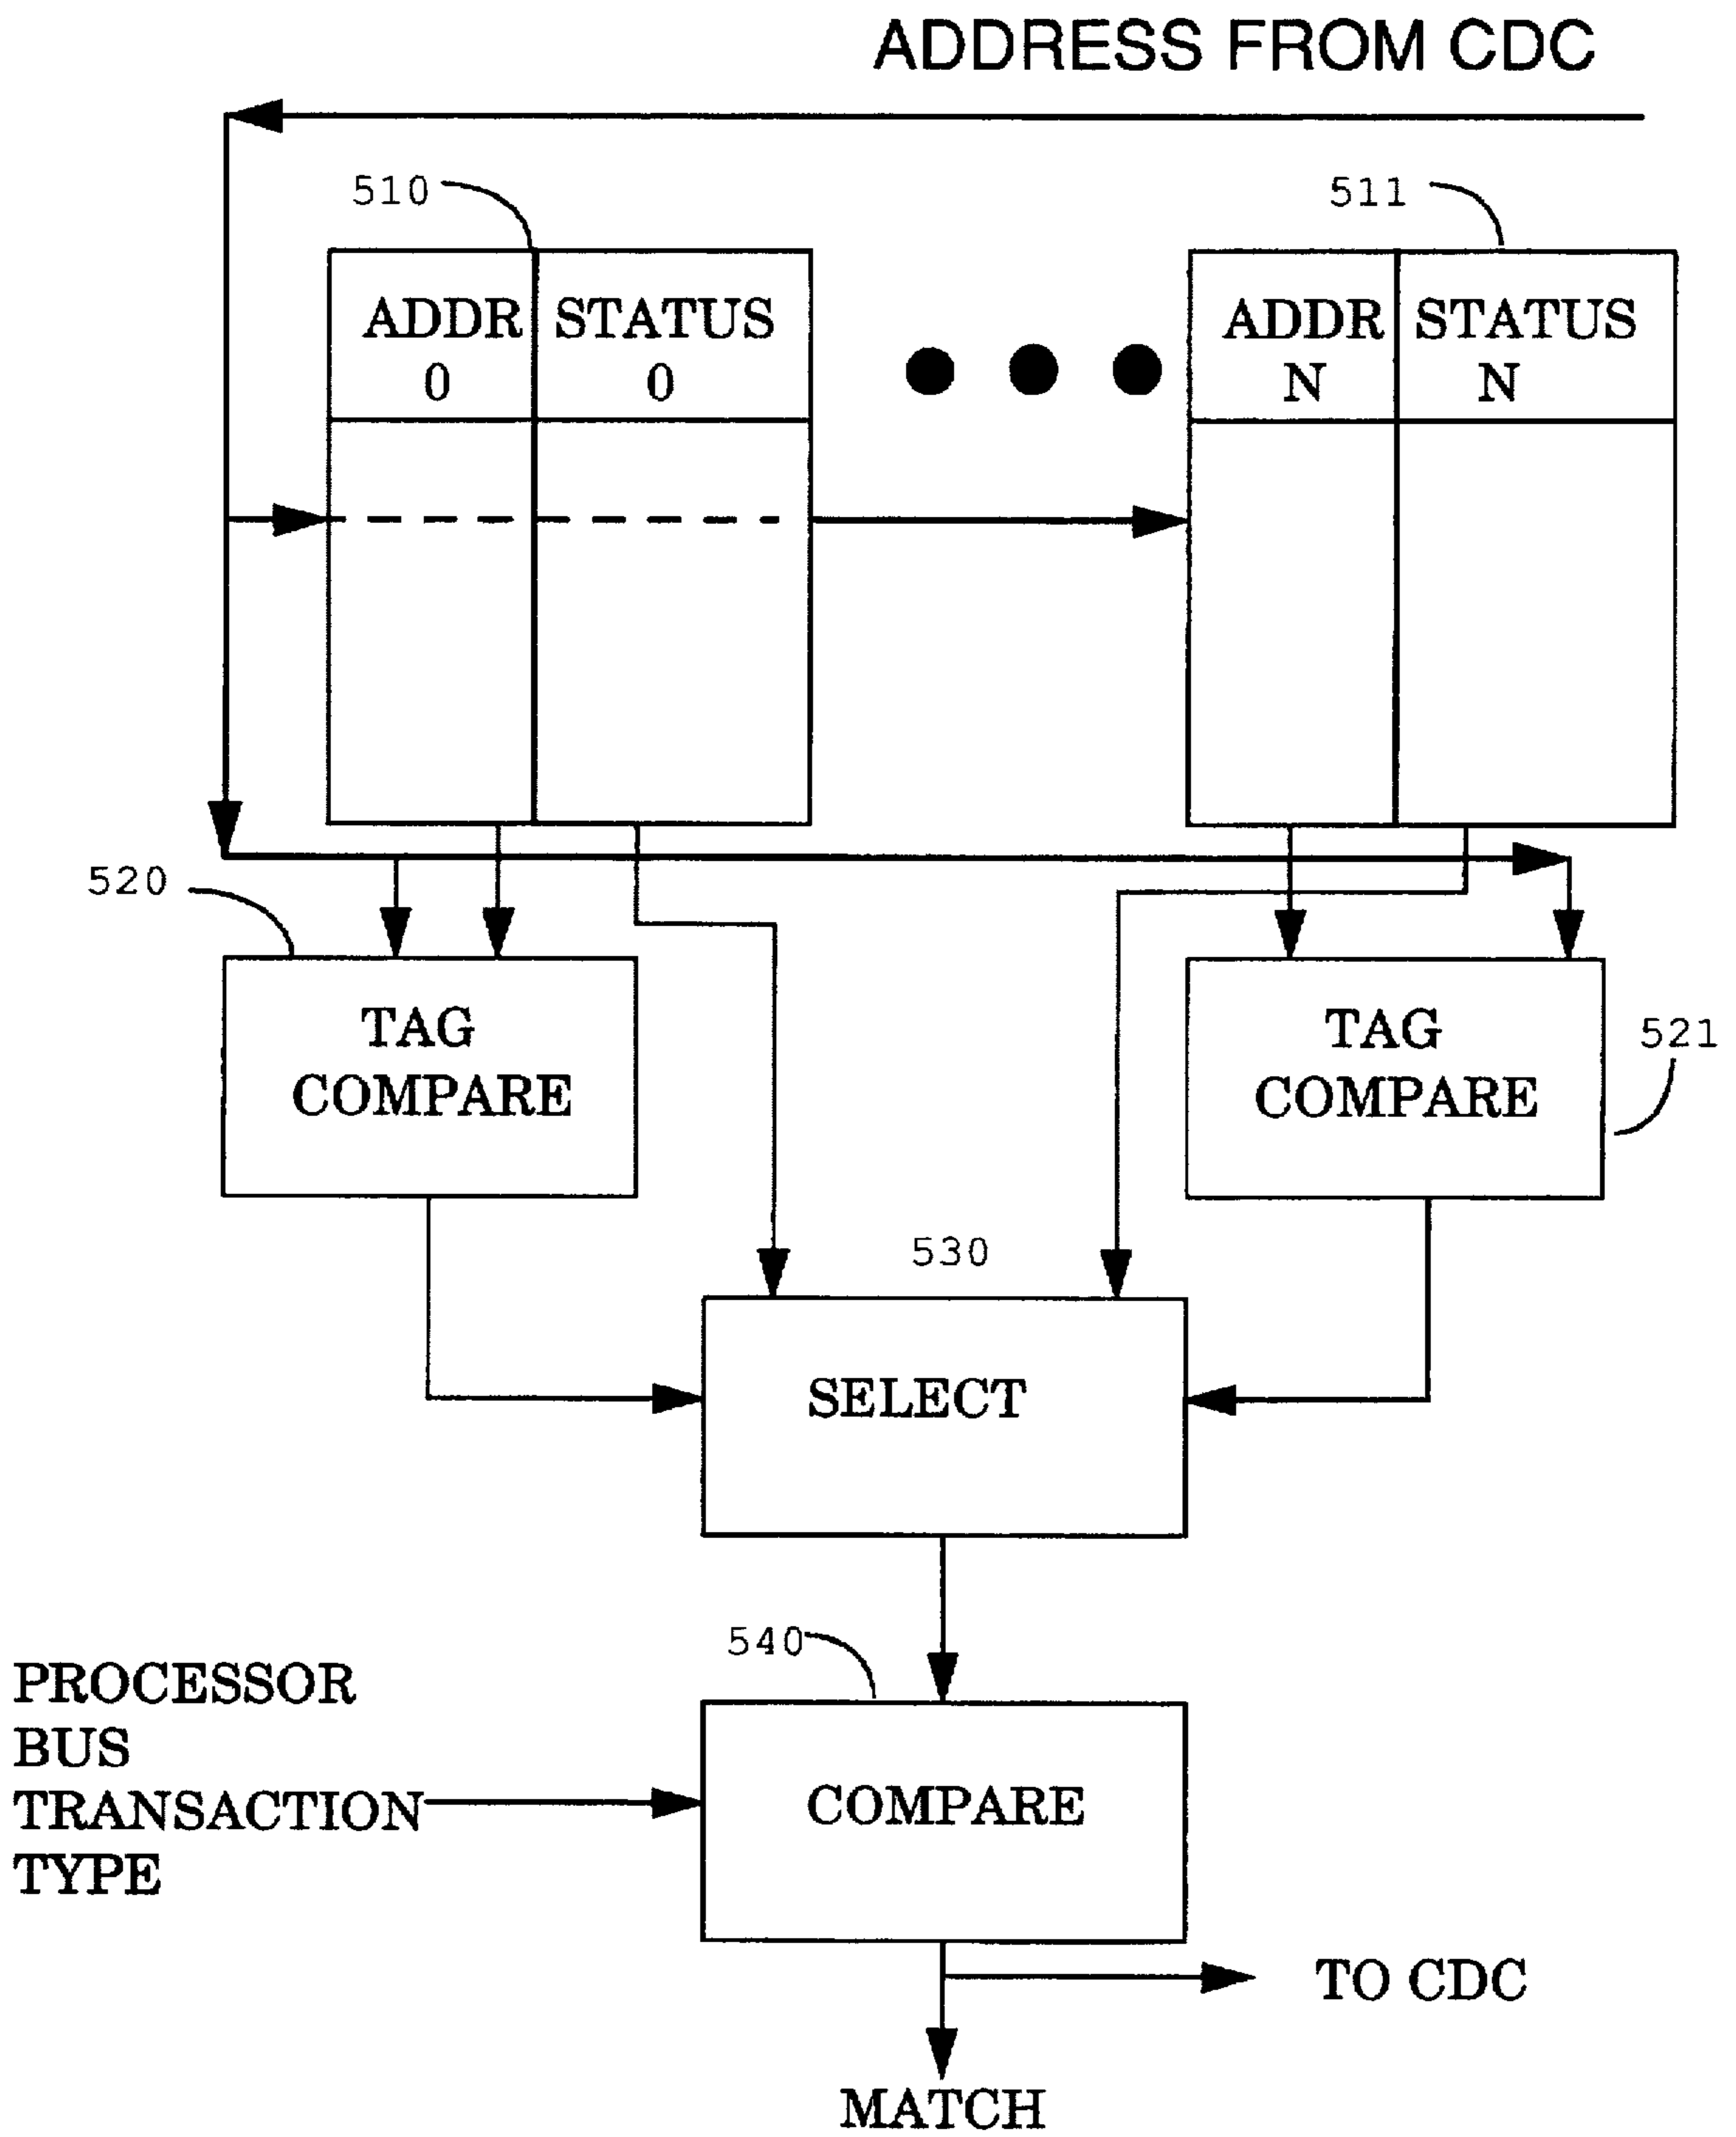 ADDRESS FROM CDC
510
511
ADDR STATUS
0 0
ADDR STATUS
N N
520
TAG
COMPARE
TAG
COMPARE
521
530
SELECT
540
PROCESSOR
BUS
TRANSACTION
TYPE
COMPARE
TO CDC
MATCH